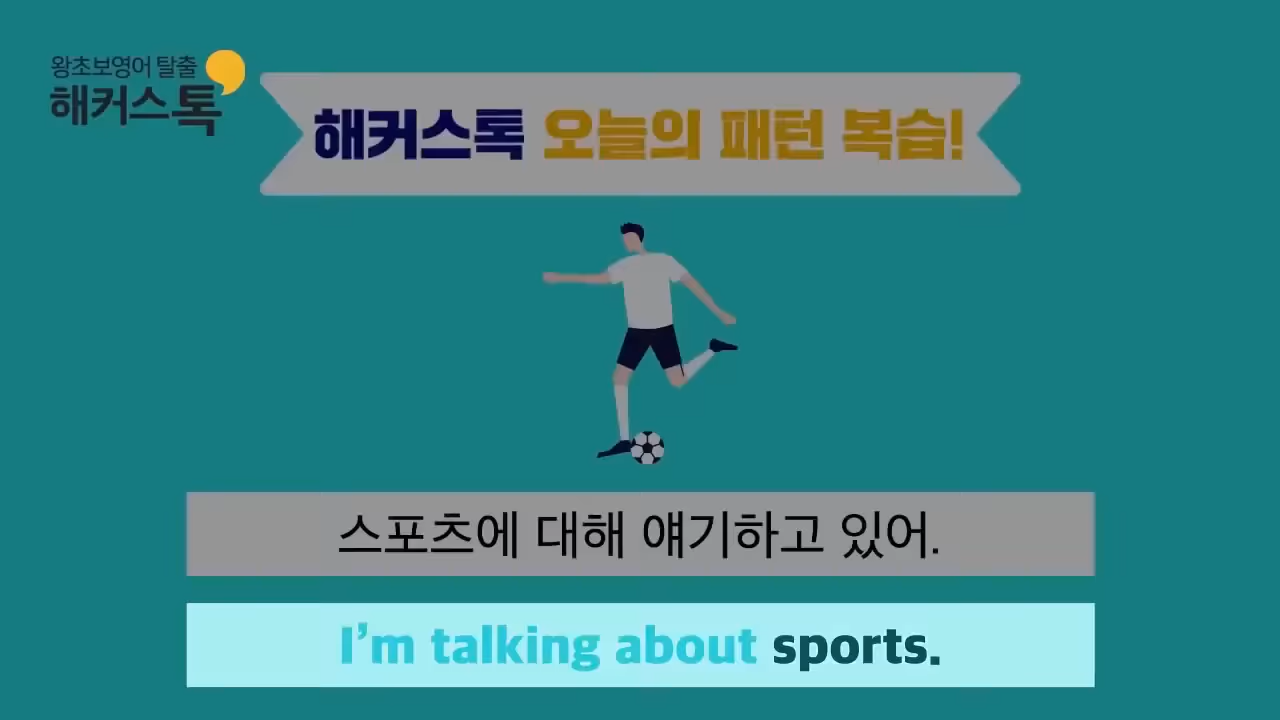 왕초보영어 탈출
해커스톡
해커스톡 오늘의 패턴 복습!
스포츠에 대해 얘기하고 있어.
I'm talking about sports.